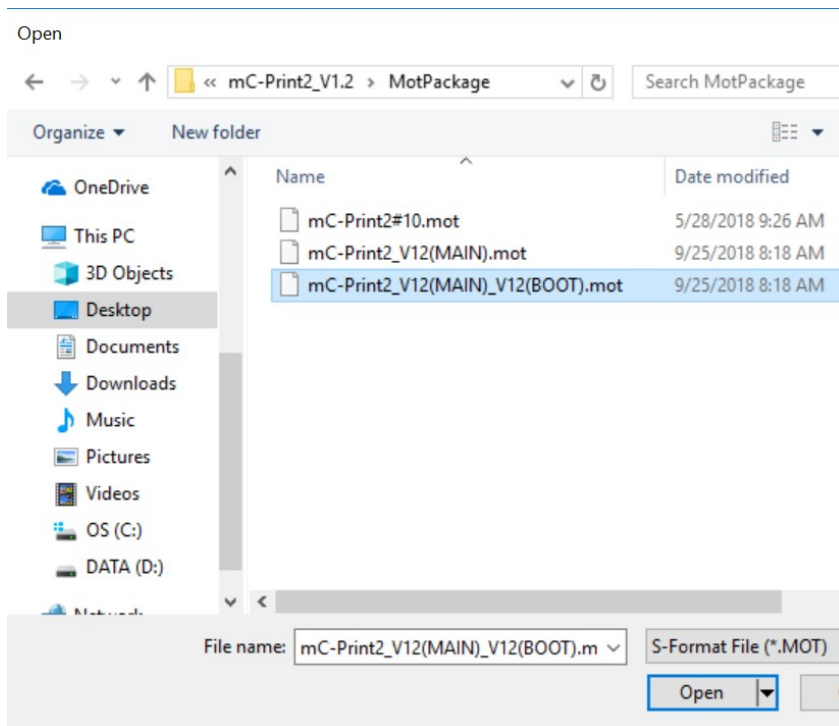 Open
« mC-Print2_V1.2 > MotPackage
Search MotPackage
Organize
New folder
Name
Date modified
OneDrive
This PC
3D Objects
Desktop
Documents
Downloads
Music
Pictures
Videos
OS (C:)
DATA (D:)
Network
mC-Print2#10.mot 5/28/2018 9:26 AM
mC-Print2_V12(MAIN).mot 9/25/2018 8:18 AM
mC-Print2_V12(MAIN)_V12(BOOT).mot 9/25/2018 8:18 AM
File name: mC-Print2_V12(MAIN)_V12(BOOT).m
S-Format File (*.MOT)
Open